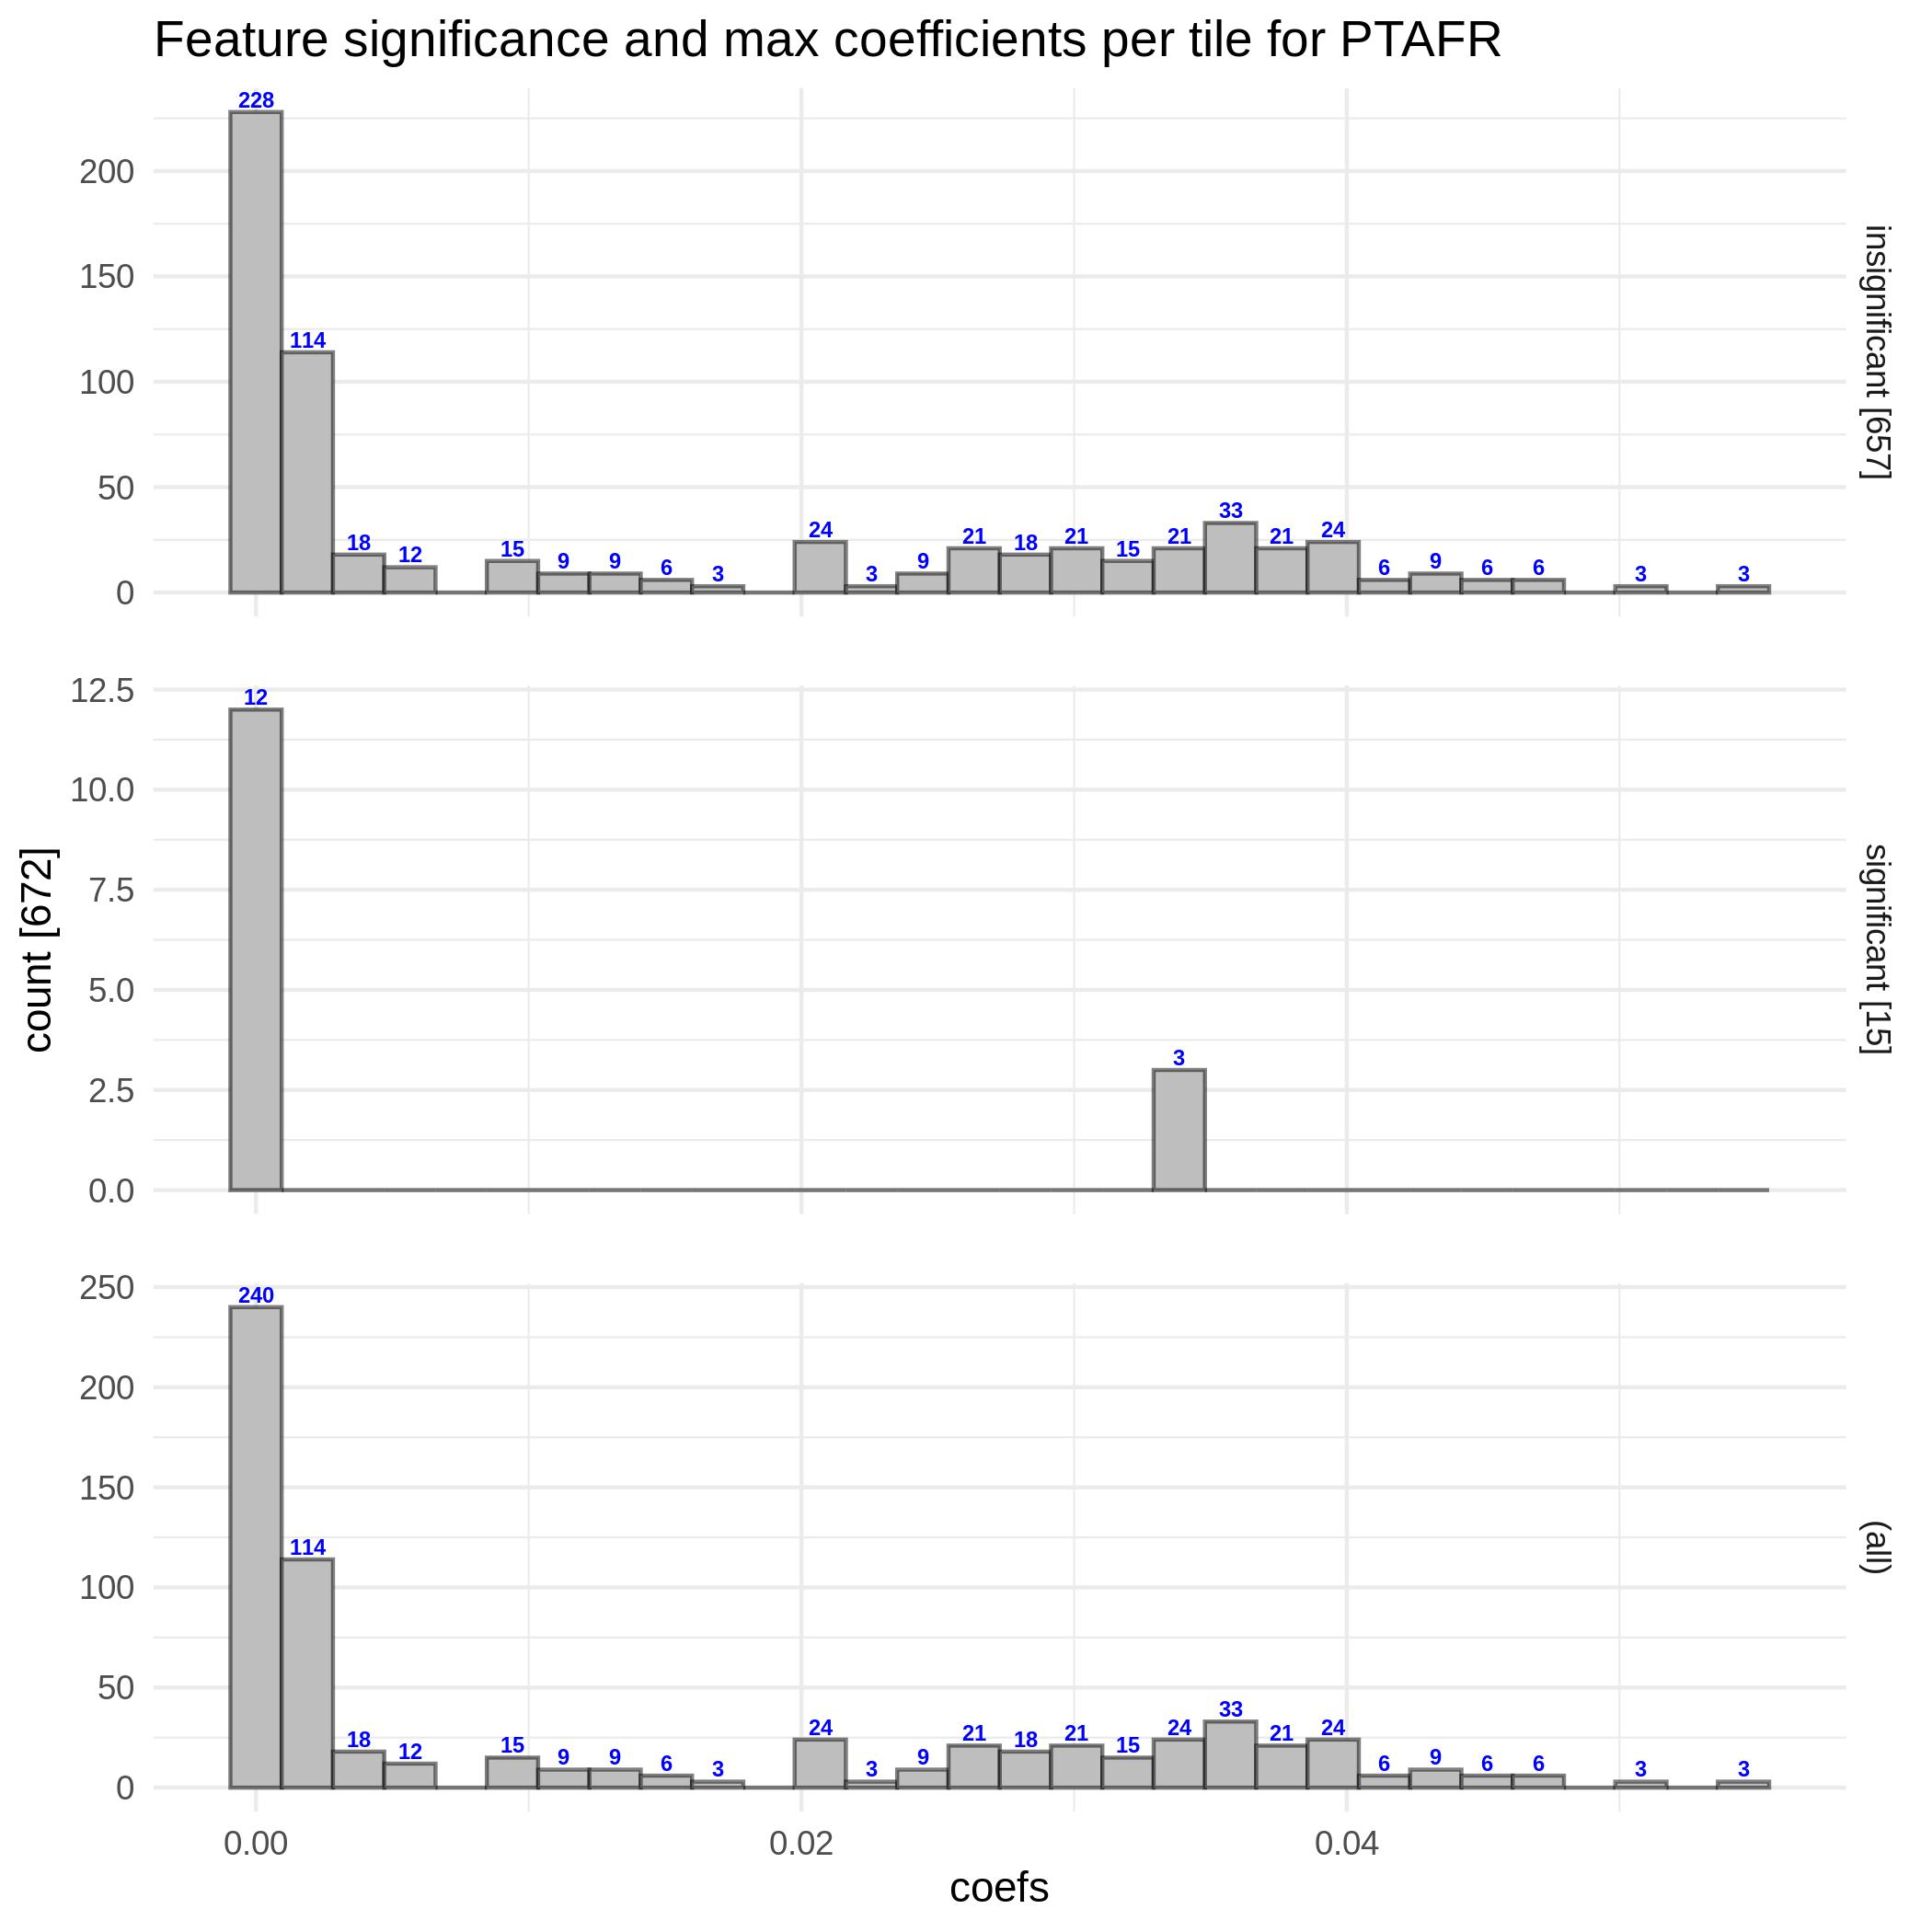 Feature significance and max coefficients per tile for PTAFR
228
200
150
114
100
50
18 12 15 9 9 6 3 24 3 9 21 18 21 15 21 33 21 24 6 9 6 6 3 3
0
insignificant [657]
12.5
12
10.0
7.5
5.0
3
2.5
0.0
significant [15]
count [672]
250
240
200
150
114
100
50
18 12 15 9 9 6 3 24 3 9 21 18 21 15 24 33 21 24 6 9 6 6 3 3
0
(all)
0.00 0.02 0.04
coefs